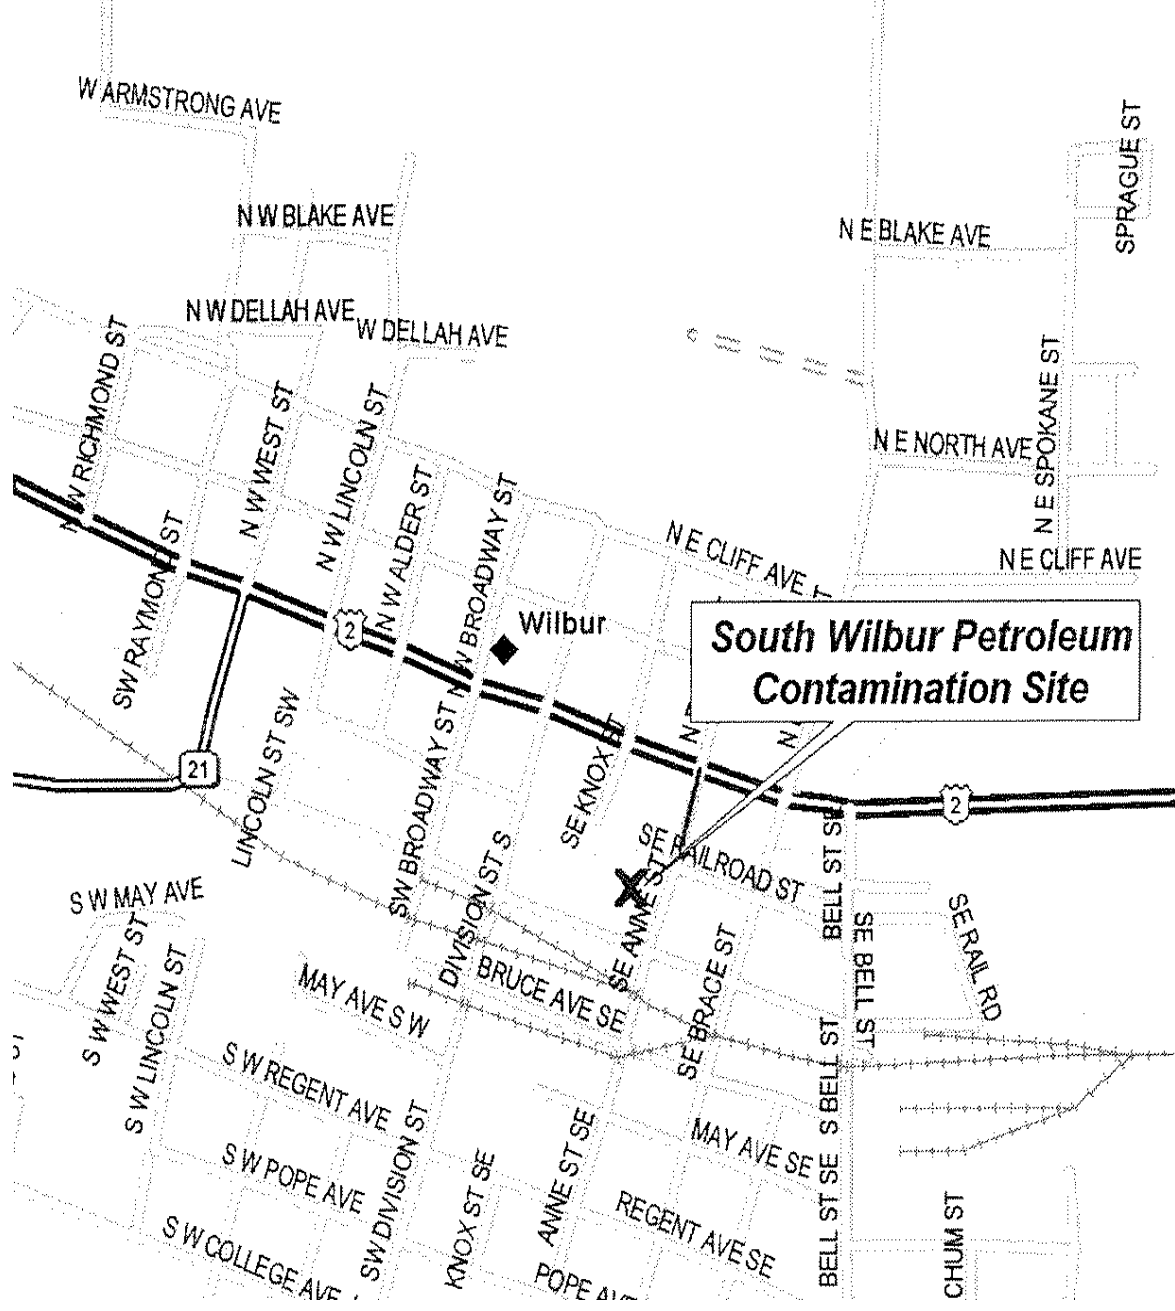 W ARMSTRONG AVE
SPRAGUE ST
N W BLAKE AVE
N E BLAKE AVE
N W DELLAH AVE
W DELLAH AVE
N W RICHMOND ST
N W WEST ST
N W LINCOLN ST
N W ALDER ST
N W BROADWAY ST
N E NORTH AVE
N E SPOKANE ST
N E CLIFF AVE
N E CLIFF AVE
SW RAYMOND ST
2
Wilbur
South Wilbur Petroleum
Contamination Site
21
LINCOLN ST SW
SW BROADWAY ST
SE KNOX ST
2
SE RAILROAD ST
BELL ST SE
DIVISION ST S
SE ANNE ST
S W MAY AVE
S W WEST ST
S W LINCOLN ST
MAY AVE S W
BRUCE AVE SE
SE BRACE ST
SE BELL ST
SE RAIL RD
S W REGENT AVE
S BELL ST
S W POPE AVE
SW DIVISION ST
KNOX ST SE
ANNE ST SE
MAY AVE SE
BELL ST SE
REGENT AVE SE
S W COLLEGE AVE
POPE AVE
CHUM ST